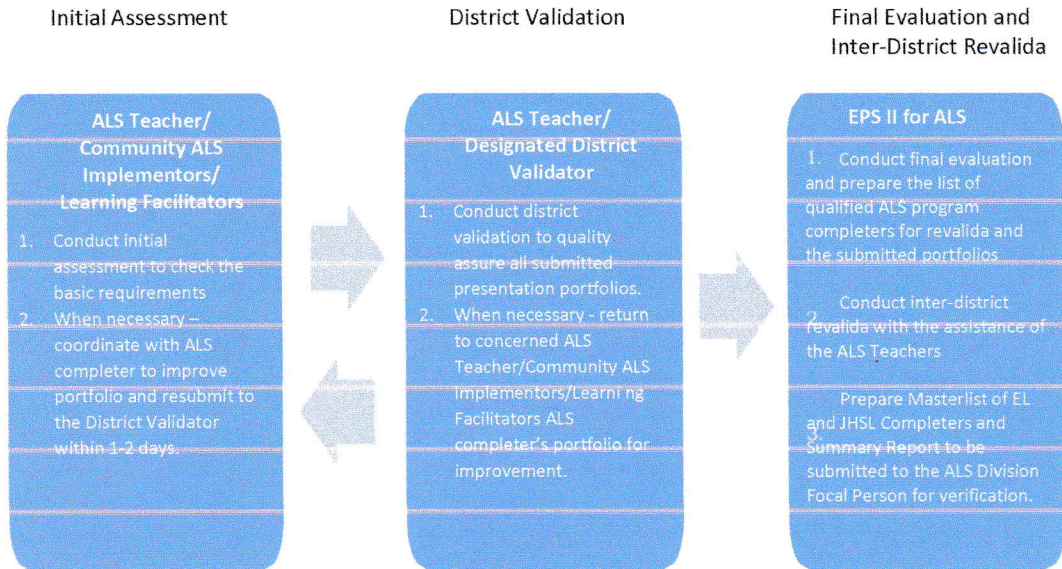 Initial Assessment
ALS Teacher/
Community ALS
Implementors/
Learning Facilitators
1. Conduct initial
assessment to check the
basic requirements
2. When necessary –
coordinate with ALS
completer to improve
portfolio and resubmit to
the District Validator
within 1-2 days.
District Validation
ALS Teacher/
Designated District
Validator
1. Conduct district
validation to quality
assure all submitted
presentation portfolios.
2. When necessary - return
to concerned ALS
Teacher/Community ALS
Implementors/Learning
Facilitators ALS
completer's portfolio for
improvement.
Final Evaluation and
Inter-District Revalida
EPS II for ALS
1. Conduct final evaluation
and prepare the list of
qualified ALS program
completers for revalida and
the submitted portfolios
2. Conduct inter-district
revalida with the assistance of
the ALS Teachers
3. Prepare Masterlist of EL
and JHSL Completers and
Summary Report to be
submitted to the ALS Division
Focal Person for verification.